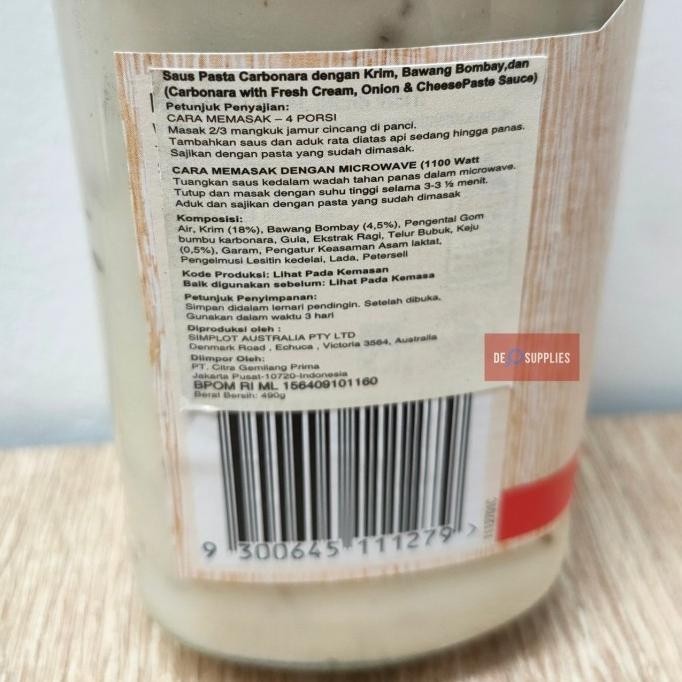 Saus Pasta Carbonara dengan Krim, Bawang Bombay,dan
(Carbonara with Fresh Cream, Onion & CheesePaste Sauce)
Petunjuk Penyajian:
CARA MEMASAK – 4 PORSI
Masak 2/3 mangkuk jamur cincang di panci.
Tambahkan saus dan aduk rata diatas api sedang hingga panas.
Sajikan dengan pasta yang sudah dimasak.
CARA MEMASAK DENGAN MICROWAVE (1100 Watt
Tuangkan saus kedalam wadah tahan panas dalam microwave.
Tutup dan masak dengan suhu tinggi selama 3-3 ½ menit.
Aduk dan sajikan dengan pasta yang sudah dimasak
Komposisi:
Air, Krim (18%), Bawang Bombay (4,5%), Pengental Gom
bumbu karbonara, Gula, Ekstrak Ragi, Telur Bubuk, Keju
(0,5%), Garam, Pengatur Keasaman Asam laktat,
Pengelmusi Lesitin kedelai, Lada, Peterseli
Kode Produksi: Lihat Pada Kemasan
Baik digunakan sebelum: Lihat Pada Kemasa
Petunjuk Penyimpanan:
Simpan didalam lemari pendingin. Setelah dibuka,
Gunakan dalam waktu 3 hari
Diproduksi oleh :
SIMPLOT AUSTRALIA PTY LTD
Denmark Road , Echuca , Victoria 3564, Australia
Diimpor Oleh:
PT. Citra Gemilang Prima
Jakarta Pusat-10720-Indonesia
BPOM RI ML 156409101160
Berat Bersih: 490g
DE SUPPLIES
9 300645 111279 >